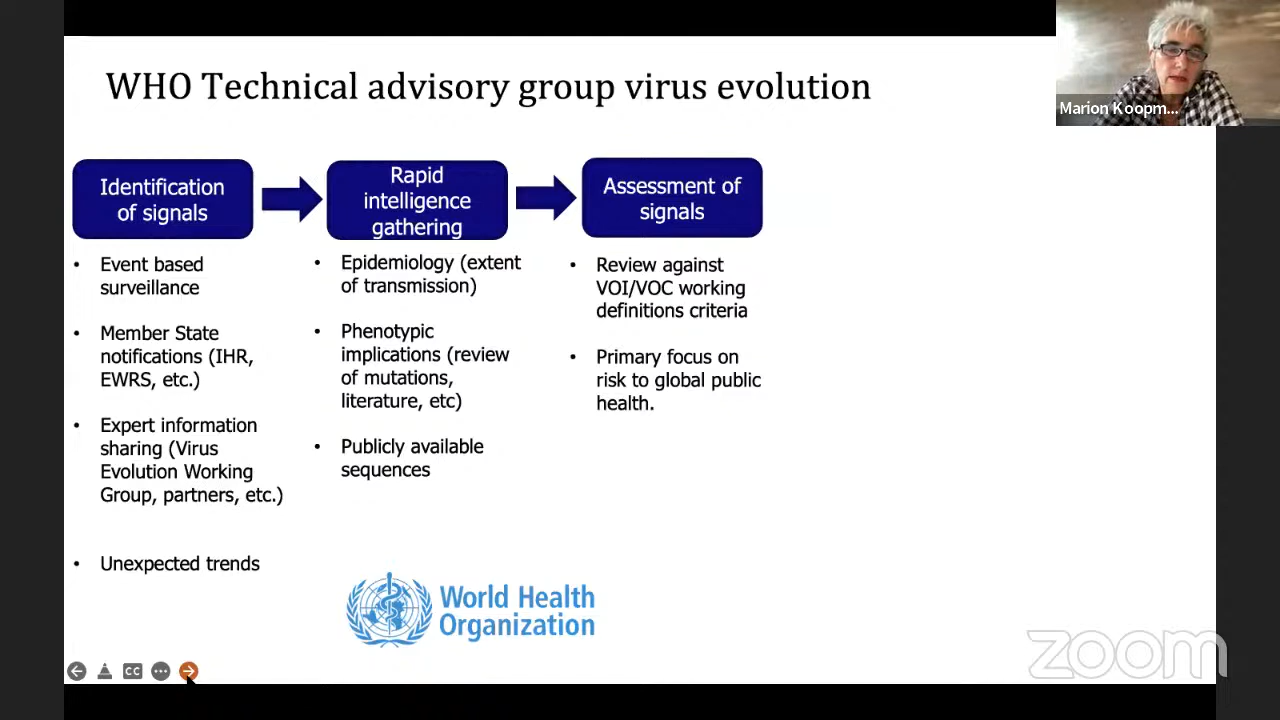 WHO Technical advisory group virus evolution
Marion Koopm...
Identification
of signals
Rapid
intelligence
gathering
Assessment of
signals
• Event based
surveillance
• Member State
notifications (IHR,
EWRS, etc.)
• Expert information
sharing (Virus
Evolution Working
Group, partners, etc.)
• Unexpected trends
• Epidemiology (extent
of transmission)
• Phenotypic
implications (review
of mutations,
literature, etc)
• Publicly available
sequences
• Review against
VOI/VOC working
definitions criteria
• Primary focus on
risk to global public
health.
World Health
Organization
CC
zoom